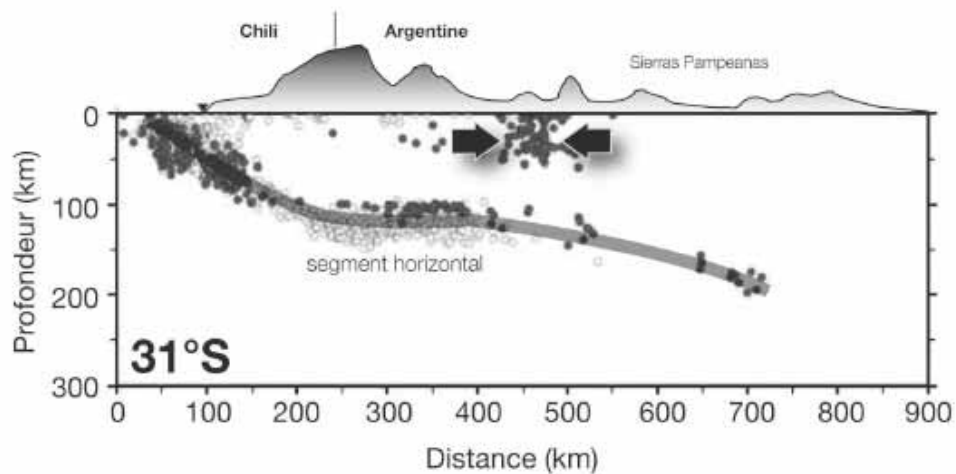 Chili
Argentine
Sierras Pampeanas
0
100
200
300
Profondeur (km)
segment horizontal
31°S
0 100 200 300 400 500 600 700 800 900
Distance (km)